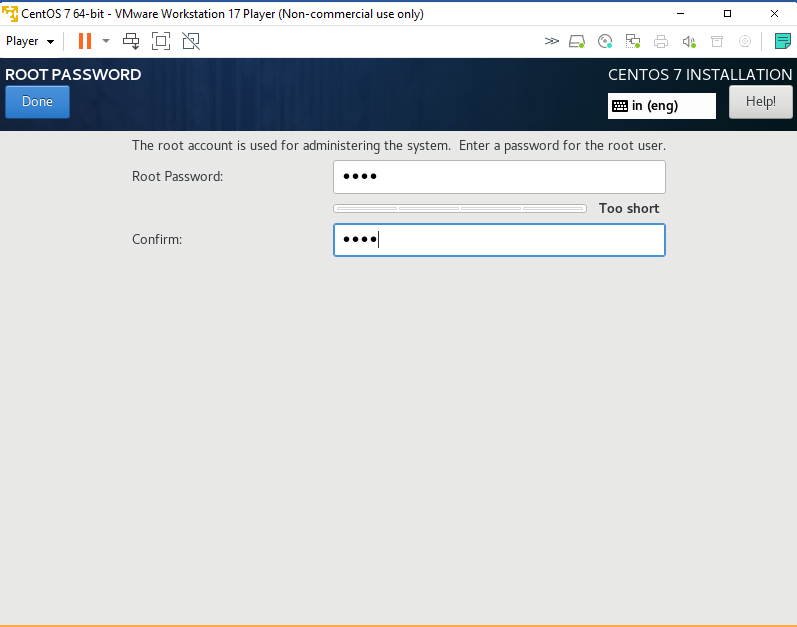 CentOS 7 64-bit - VMware Workstation 17 Player (Non-commercial use only)
Player
ROOT PASSWORD
CENTOS 7 INSTALLATION
Done
in (eng)
Help!
The root account is used for administering the system.  Enter a password for the root user.
Root Password:
••••
Too short
Confirm:
••••